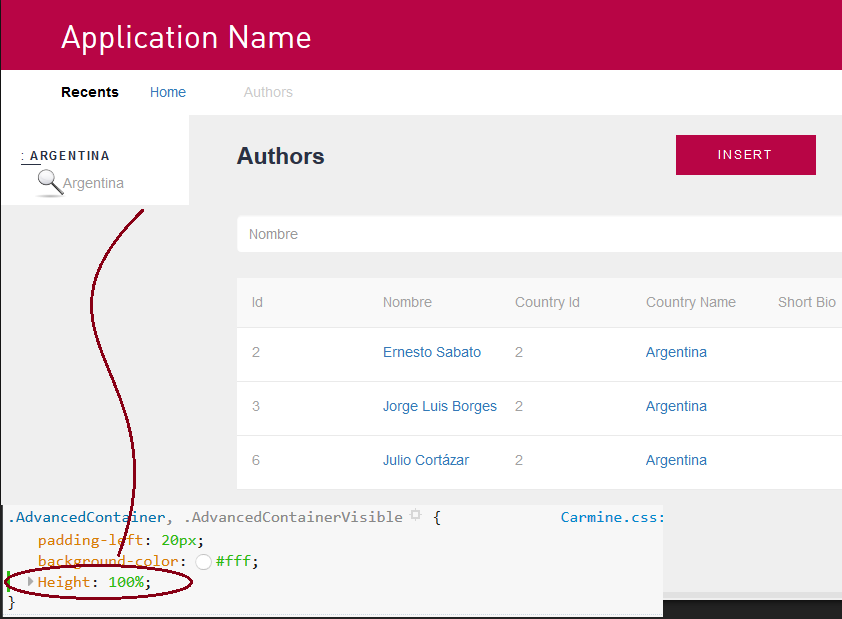 Application Name
Recents Home Authors
: ARGENTINA
Argentina
Authors
INSERT
Nombre
Id Nombre Country Id Country Name Short Bio
2 Ernesto Sabato 2 Argentina
3 Jorge Luis Borges 2 Argentina
6 Julio Cortázar 2 Argentina
.AdvancedContainer, .AdvancedContainerVisible { Carmine.css:
padding-left: 20px;
background-color: #fff;
Height: 100%;
}